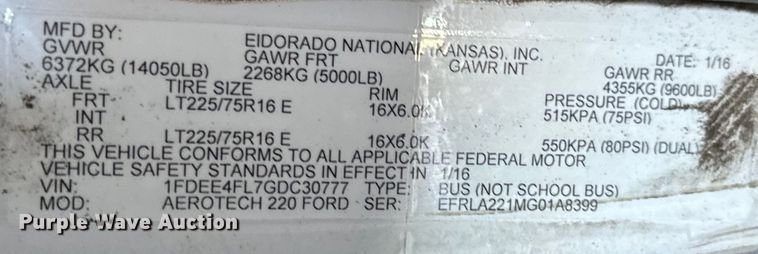 MFD BY: EIDORADO NATIONAL (KANSAS), INC. DATE: 1/16
GVWR GAWR FRT GAWR INT GAWR RR
6372KG (14050LB) 2268KG (5000LB) 4355KG (9600LB)
AXLE TIRE SIZE RIM PRESSURE (COLD)
FRT LT225/75R16 E 16X6.0K 515KPA (75PSI)
INT
RR LT225/75R16 E 16X6.0K 550KPA (80PSI) (DUAL)
THIS VEHICLE CONFORMS TO ALL APPLICABLE FEDERAL MOTOR
VEHICLE SAFETY STANDARDS IN EFFECT IN 1/16
VIN: 1FDEE4FL7GDC30777 TYPE: BUS (NOT SCHOOL BUS)
MOD: AEROTECH 220 FORD SER: EFRLA221MG01A8399
Purple Wave Auction